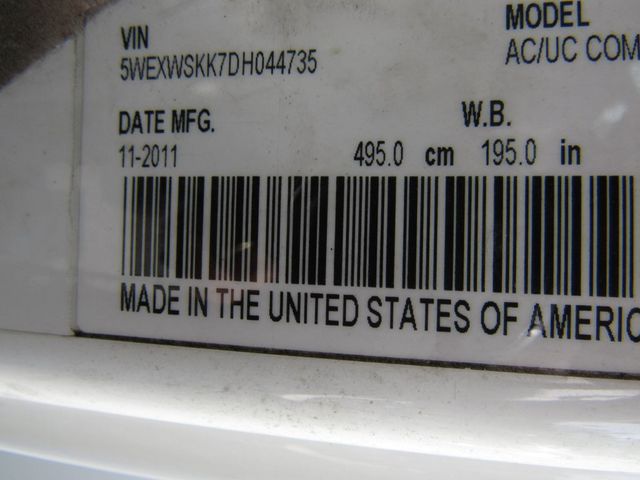 VIN
5WEXWSKK7DH044735
MODEL
AC/UC COM
DATE MFG.
11-2011
W.B.
495.0 cm 195.0 in
MADE IN THE UNITED STATES OF AMERIC